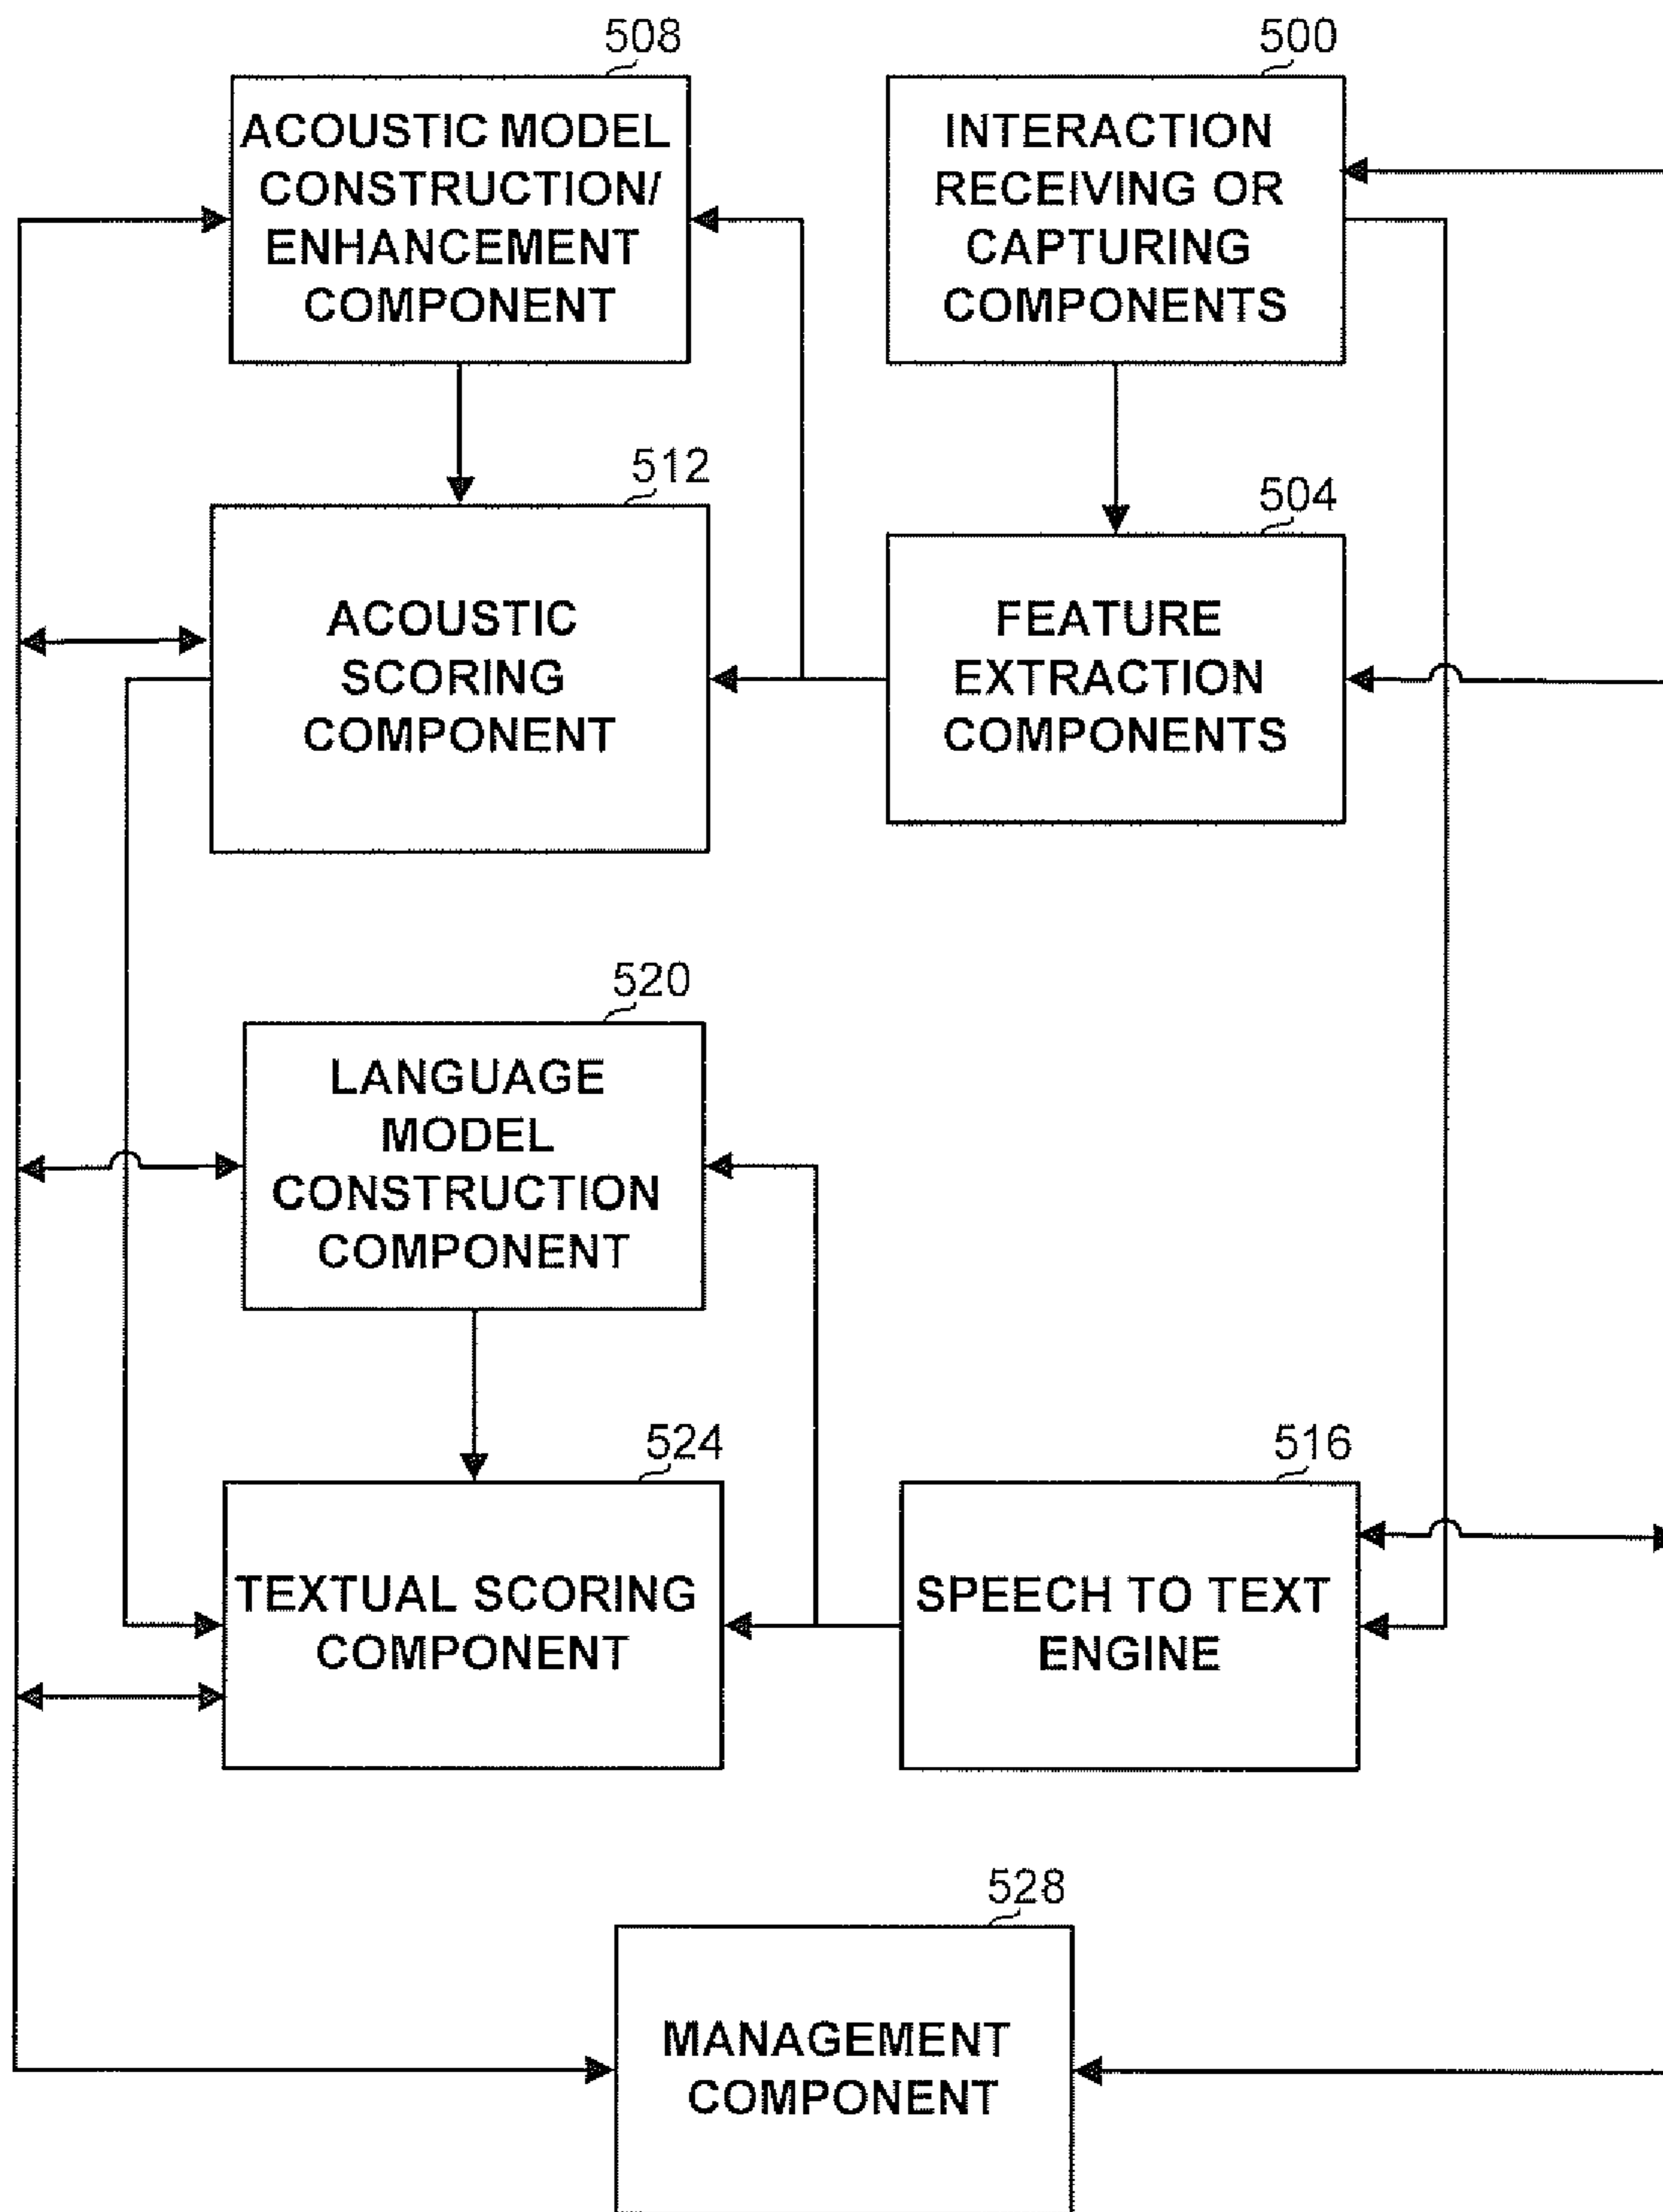 508
ACOUSTIC MODEL
CONSTRUCTION/
ENHANCEMENT
COMPONENT
500
INTERACTION
RECEIVING OR
CAPTURING
COMPONENTS
512
ACOUSTIC
SCORING
COMPONENT
504
FEATURE
EXTRACTION
COMPONENTS
520
LANGUAGE
MODEL
CONSTRUCTION
COMPONENT
524
TEXTUAL SCORING
COMPONENT
516
SPEECH TO TEXT
ENGINE
528
MANAGEMENT
COMPONENT